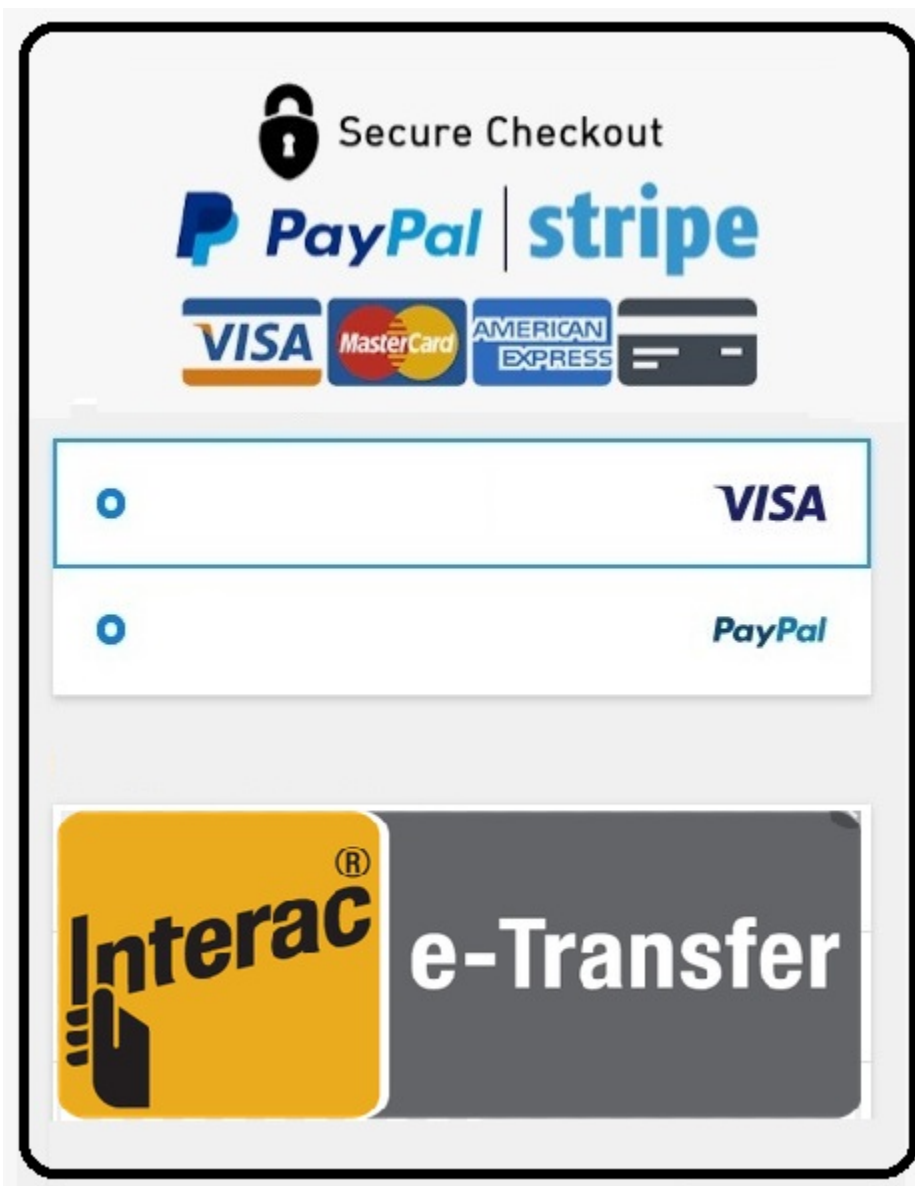 Secure Checkout
PayPal stripe
VISA MasterCard AMERICAN EXPRESS
VISA
PayPal
Interac® e-Transfer